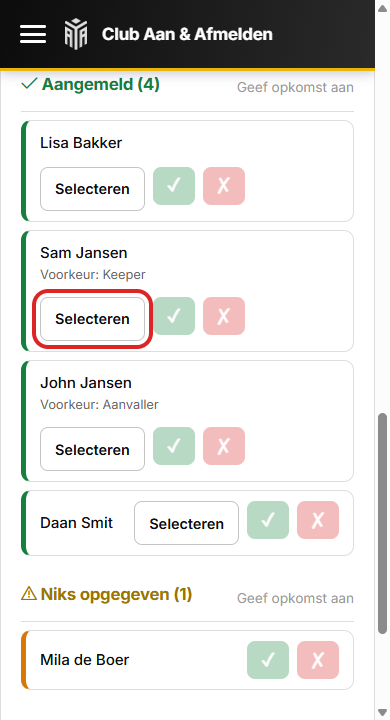 Club Aan & Afmelden
Aangemeld (4)
Geef opkomst aan
Lisa Bakker
Selecteren
Sam Jansen
Voorkeur: Keeper
Selecteren
John Jansen
Voorkeur: Aanvaller
Selecteren
Daan Smit
Selecteren
Niks opgegeven (1)
Geef opkomst aan
Mila de Boer